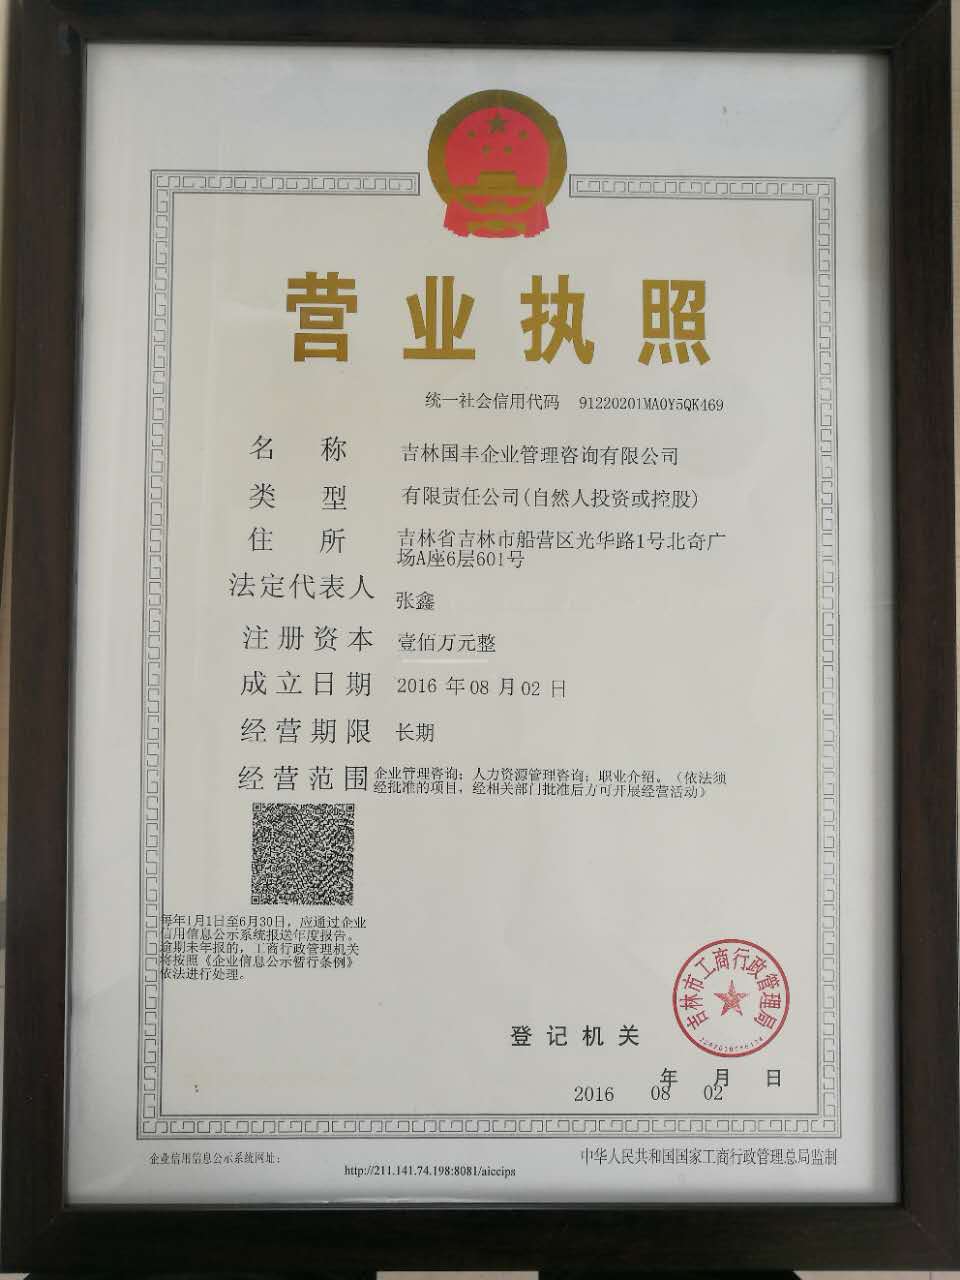 营业执照
统一社会信用代码 91220201MA0Y5QK469
名称 吉林国丰企业管理咨询有限公司
类型 有限责任公司(自然人投资或控股)
住所 吉林省吉林市船营区光华路1号北奇广
场A座6层601号
法定代表人 张鑫
注册资本 壹佰万元整
成立日期 2016 年 08 月 02 日
经营期限 长期
经营范围 企业管理咨询；人力资源管理咨询；职业介绍。（依法须
经批准的项目，经相关部门批准后方可开展经营活动）
每年1月1日至6月30日，应通过企业
信用信息公示系统报送年度报告。
逾期未年报的，工商行政管理机关
将按照《企业信息公示暂行条例》
依法进行处理。
吉林市工商行政管理局
登记机关
年 月 日
2016 08 02
企业信用信息公示系统网址：
http://211.141.74.198:8081/aiccips
中华人民共和国国家工商行政管理总局监制